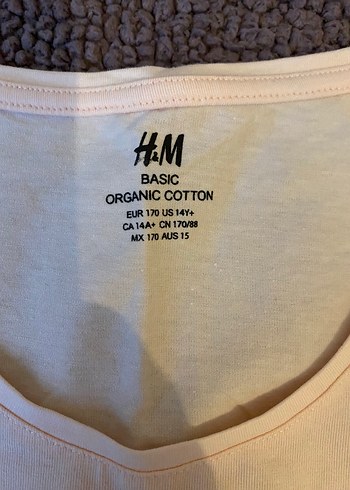 H&M
BASIC
ORGANIC COTTON
EUR 170 US 14Y+
CA 14A+ CN 170/88
MX 170 AUS 15